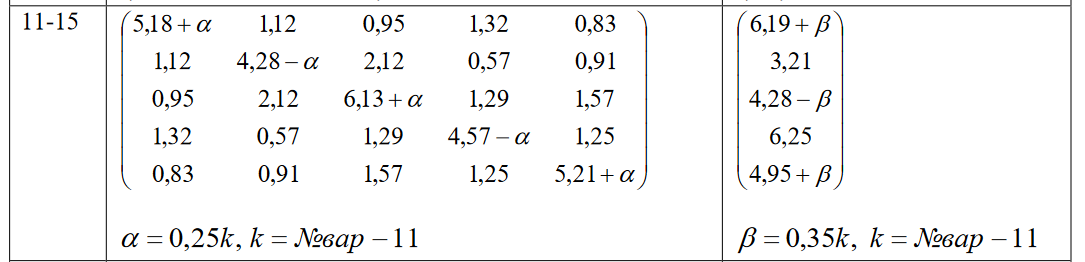 11-15
5,18 + α 1,12 0,95 1,32 0,83 6,19 + β
1,12 4,28 − α 2,12 0,57 0,91 3,21
0,95 2,12 6,13 + α 1,29 1,57 4,28 − β
1,32 0,57 1,29 4,57 − α 1,25 6,25
0,83 0,91 1,57 1,25 5,21 + α 4,95 + β
α = 0,25k, k = №вар − 11 β = 0,35k, k = №вар − 11